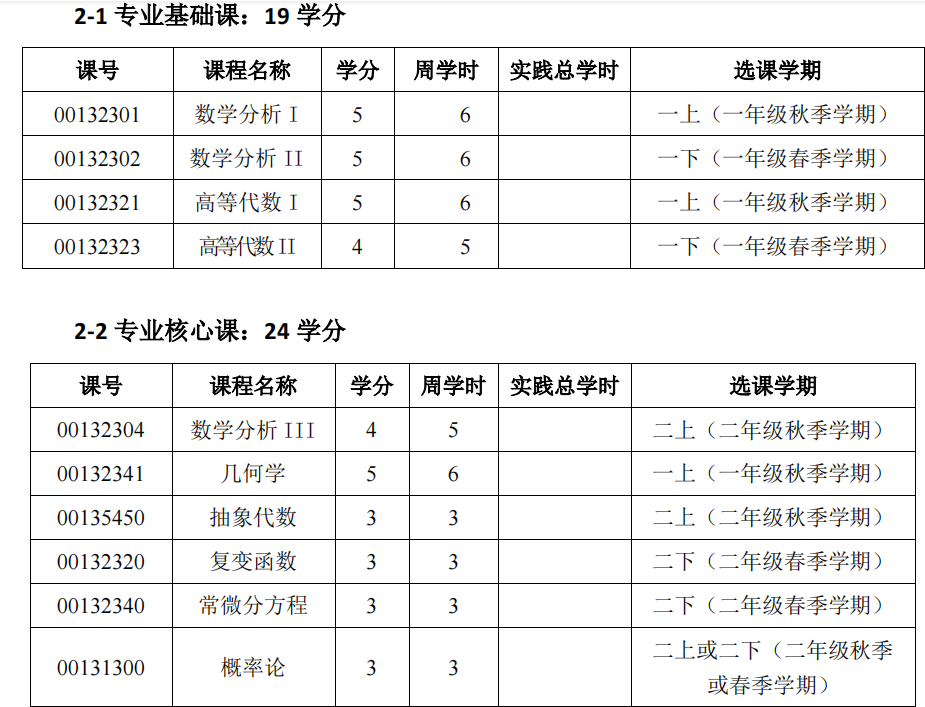 2-1 专业基础课：19 学分
课号 课程名称 学分 周学时 实践总学时 选课学期
00132301 数学分析 I 5 6 一上（一年级秋季学期）
00132302 数学分析 II 5 6 一下（一年级春季学期）
00132321 高等代数 I 5 6 一上（一年级秋季学期）
00132323 高等代数 II 4 5 一下（一年级春季学期）
2-2 专业核心课：24 学分
课号 课程名称 学分 周学时 实践总学时 选课学期
00132304 数学分析 III 4 5 二上（二年级秋季学期）
00132341 几何学 5 6 一上（一年级秋季学期）
00135450 抽象代数 3 3 二上（二年级秋季学期）
00132320 复变函数 3 3 二下（二年级春季学期）
00132340 常微分方程 3 3 二下（二年级春季学期）
00131300 概率论 3 3 二上或二下（二年级秋季
或春季学期）